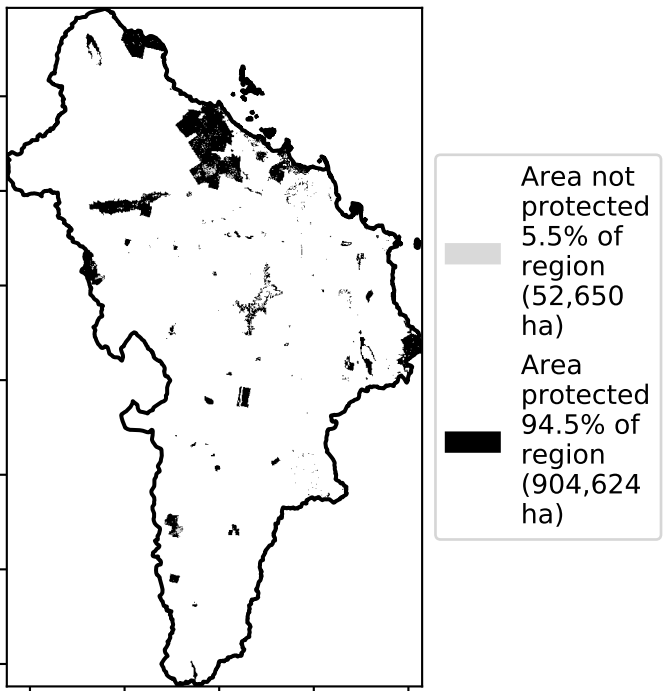 Area not
protected
5.5% of
region
(52,650
ha)
Area
protected
94.5% of
region
(904,624
ha)